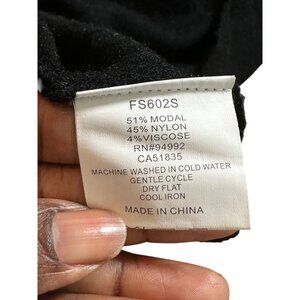 FS602S
51% MODAL
45% NYLON
4% VISCOSE
RN#94992
CA51835
MACHINE WASHED IN COLD WATER
GENTLE CYCLE
DRY FLAT
COOL IRON
MADE IN CHINA